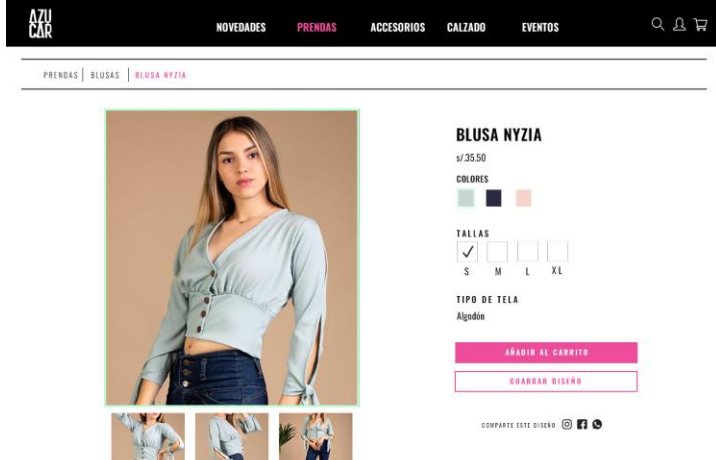 AZU
CAR
NOVEDADES PRENDAS ACCESORIOS CALZADO EVENTOS
PRENDAS | BLUSAS | BLUSA NYZIA
BLUSA NYZIA
s/.35.50
COLORES
TALLAS
S M L XL
TIPO DE TELA
Algodón
AÑADIR AL CARRITO
GUARDAR DISEÑO
COMPARTE ESTE DISEÑO